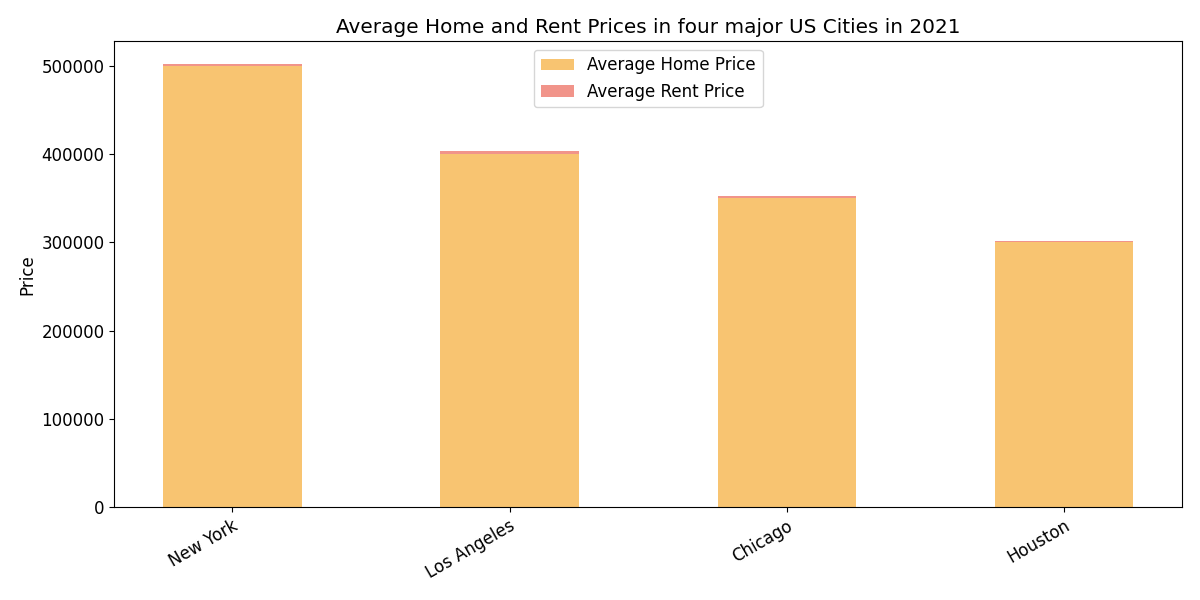 Average Home and Rent Prices in four major US Cities in 2021
Average Home Price
Average Rent Price
Price
500000
400000
300000
200000
100000
0
New York
Los Angeles
Chicago
Houston